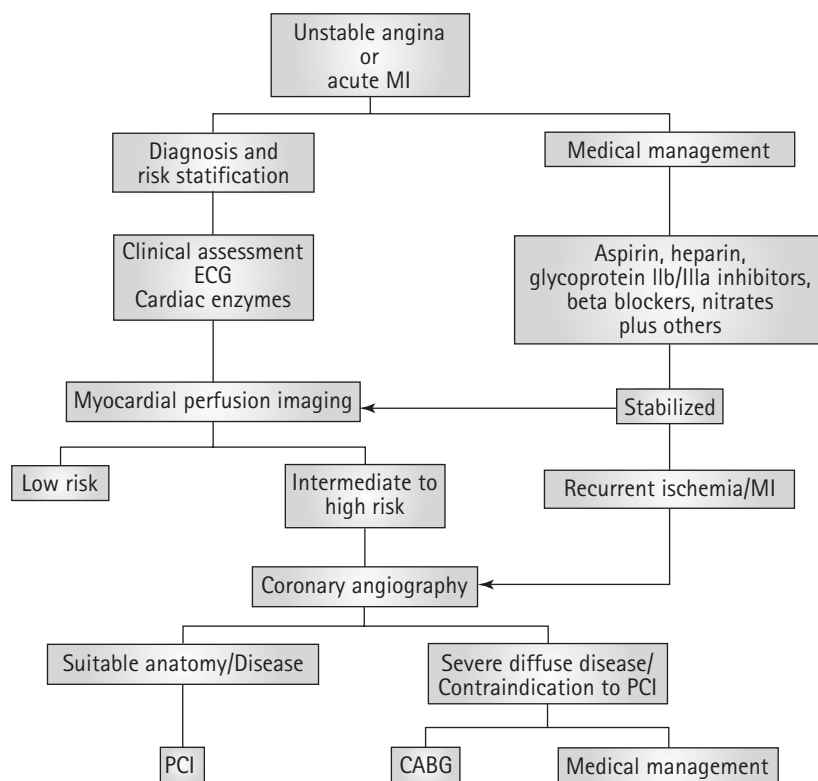 Unstable angina
or
acute MI
Diagnosis and
risk statification
Medical management
Clinical assessment
ECG
Cardiac enzymes
Aspirin, heparin,
glycoprotein IIb/IIIa inhibitors,
beta blockers, nitrates
plus others
Myocardial perfusion imaging
Stabilized
Low risk
Intermediate to
high risk
Recurrent ischemia/MI
Coronary angiography
Suitable anatomy/Disease
Severe diffuse disease/
Contraindication to PCI
PCI
CABG
Medical management